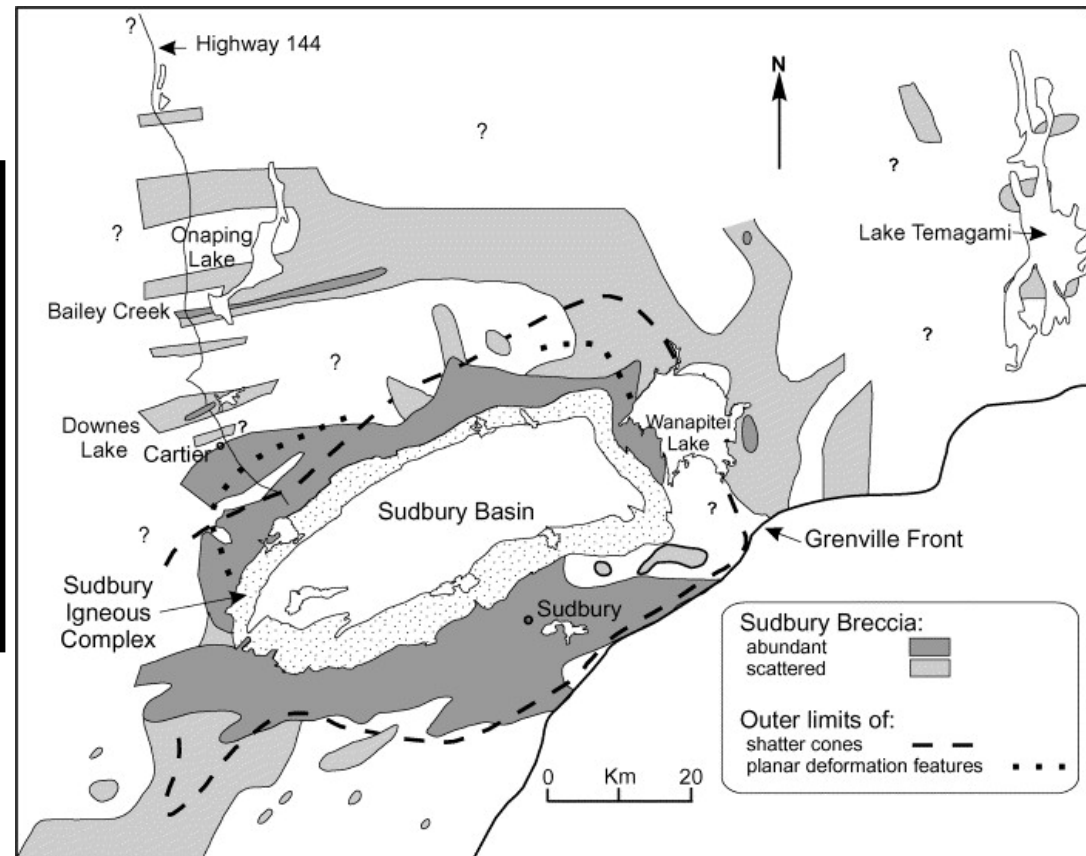 ?
Highway 144
N
?
?
?
Onaping
Lake
Lake Temagami
Bailey Creek
?
?
Downes
Lake
?
Cartier
Wanapitei
Lake
Sudbury Basin
?
?
Grenville Front
Sudbury
Igneous
Complex
Sudbury
Sudbury Breccia:
abundant
scattered
Outer limits of:
shatter cones
planar deformation features
0 Km 20